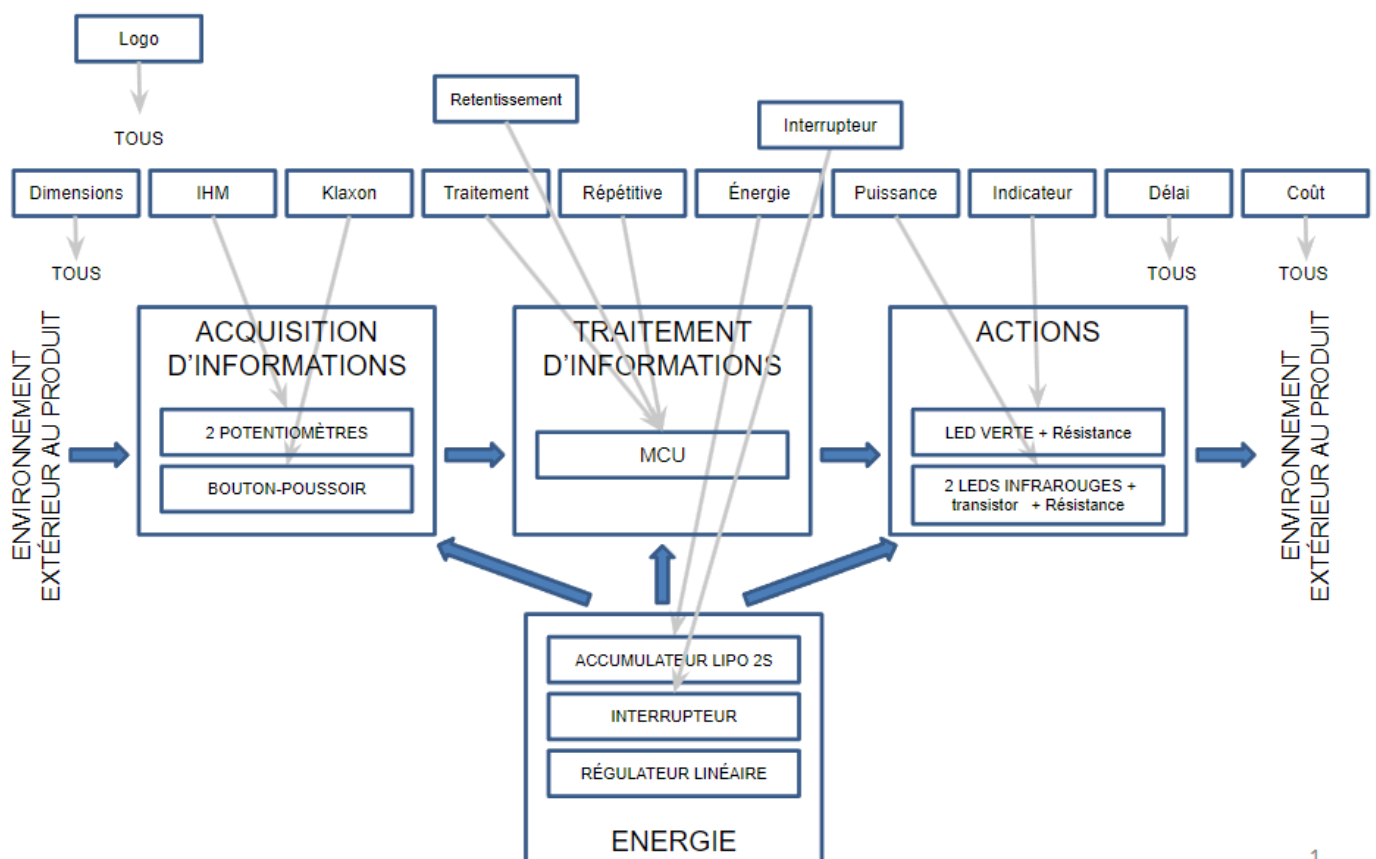 Logo
Retentissement
Interrupteur
TOUS
Dimensions
IHM
Klaxon
Traitement
Répétitive
Énergie
Puissance
Indicateur
Délai
Coût
TOUS
TOUS
TOUS
ENVIRONNEMENT
EXTÉRIEUR AU PRODUIT
ACQUISITION
D'INFORMATIONS
2 POTENTIOMÈTRES
BOUTON-POUSSOIR
TRAITEMENT
D'INFORMATIONS
MCU
ACTIONS
LED VERTE + Résistance
2 LEDS INFRAROUGES +
transistor + Résistance
ENVIRONNEMENT
EXTÉRIEUR AU PRODUIT
ACCUMULATEUR LIPO 2S
INTERRUPTEUR
RÉGULATEUR LINÉAIRE
ENERGIE
1